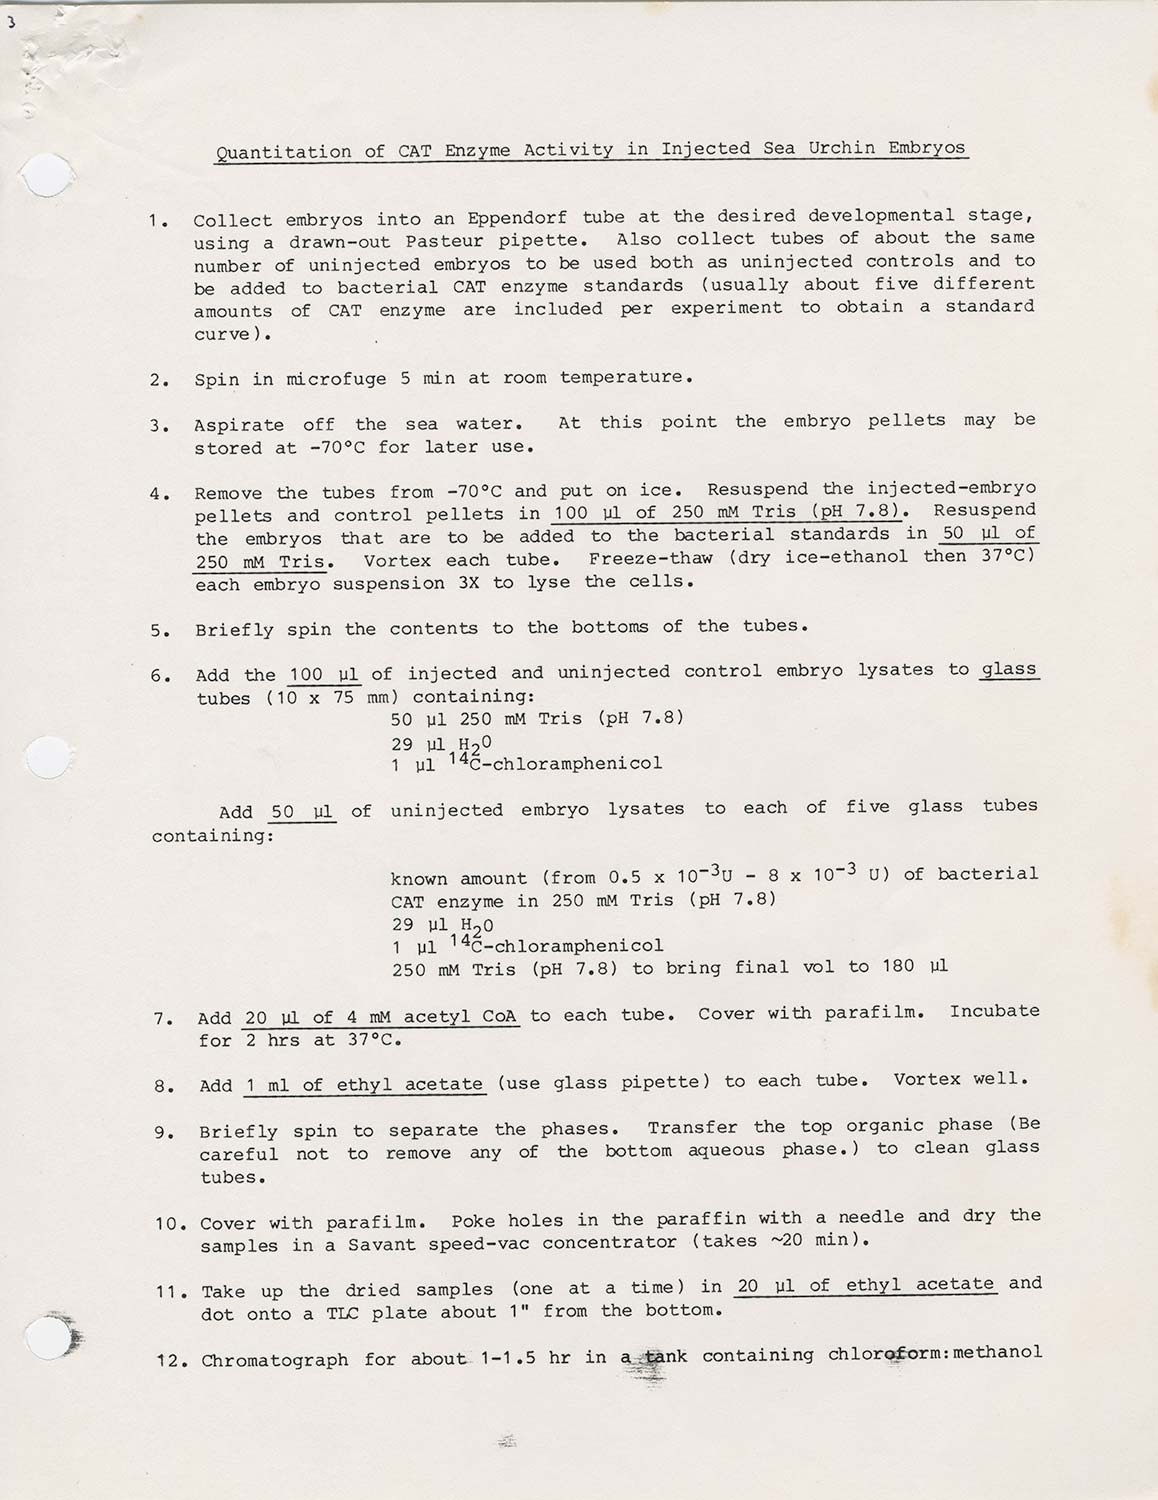 3
Quantitation of CAT Enzyme Activity in Injected Sea Urchin Embryos
1. Collect embryos into an Eppendorf tube at the desired developmental stage,
using a drawn-out Pasteur pipette. Also collect tubes of about the same
number of uninjected embryos to be used both as uninjected controls and to
be added to bacterial CAT enzyme standards (usually about five different
amounts of CAT enzyme are included per experiment to obtain a standard
curve).
2. Spin in microfuge 5 min at room temperature.
3. Aspirate off the sea water. At this point the embryo pellets may be
stored at -70°C for later use.
4. Remove the tubes from -70°C and put on ice. Resuspend the injected-embryo
pellets and control pellets in 100 µl of 250 mM Tris (pH 7.8). Resuspend
the embryos that are to be added to the bacterial standards in 50 µl of
250 mM Tris. Vortex each tube. Freeze-thaw (dry ice-ethanol then 37°C)
each embryo suspension 3X to lyse the cells.
5. Briefly spin the contents to the bottoms of the tubes.
6. Add the 100 µl of injected and uninjected control embryo lysates to glass
tubes (10 x 75 mm) containing:
50 µl 250 mM Tris (pH 7.8)
29 µl H₂O
1 µl ¹⁴C-chloramphenicol
Add 50 µl of uninjected embryo lysates to each of five glass tubes
containing:
known amount (from 0.5 x 10⁻³U - 8 x 10⁻³ U) of bacterial
CAT enzyme in 250 mM Tris (pH 7.8)
29 µl H₂O
1 µl ¹⁴C-chloramphenicol
250 mM Tris (pH 7.8) to bring final vol to 180 µl
7. Add 20 µl of 4 mM acetyl CoA to each tube. Cover with parafilm. Incubate
for 2 hrs at 37°C.
8. Add 1 ml of ethyl acetate (use glass pipette) to each tube. Vortex well.
9. Briefly spin to separate the phases. Transfer the top organic phase (Be
careful not to remove any of the bottom aqueous phase.) to clean glass
tubes.
10. Cover with parafilm. Poke holes in the paraffin with a needle and dry the
samples in a Savant speed-vac concentrator (takes ~20 min).
11. Take up the dried samples (one at a time) in 20 µl of ethyl acetate and
dot onto a TLC plate about 1" from the bottom.
12. Chromatograph for about 1-1.5 hr in a tank containing chloroform:methanol